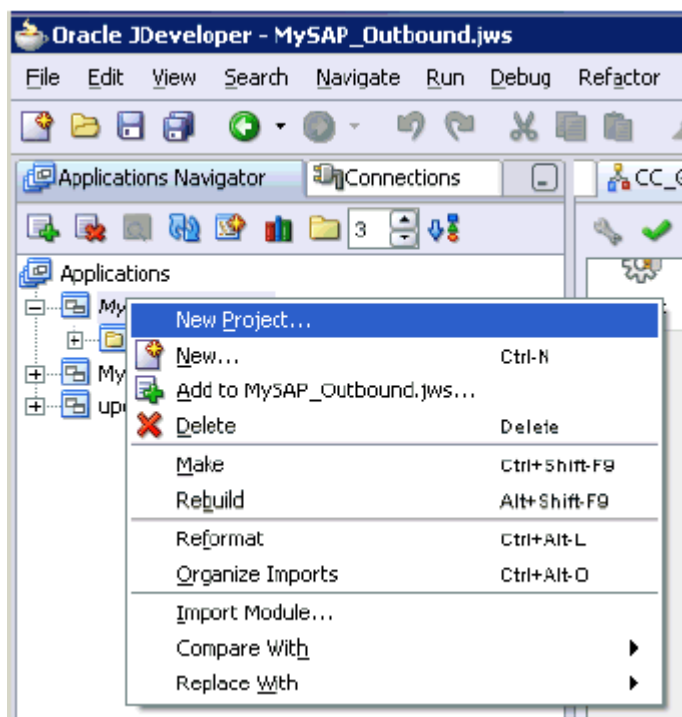 Oracle JDeveloper - MySAP_Outbound.jws
File Edit View Search Navigate Run Debug Refactor
Applications Navigator Connections CC_
3
Applications
My
New Project...
New... Ctrl-N
My
Add to MySAP_Outbound.jws...
up
Delete Delete
Make Ctrl+Shift-F9
Rebuild Alt+Shift-F9
Reformat Ctrl+Alt-L
Organize Imports Ctrl+Alt-O
Import Module...
Compare With
Replace With